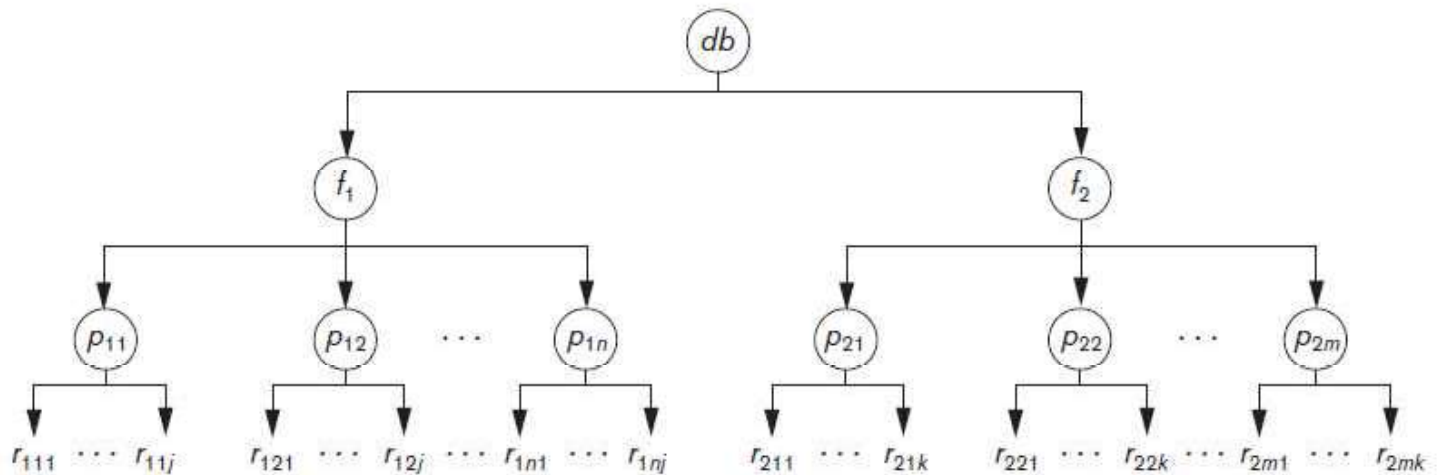 db
f₁ f₂
p₁₁ p₁₂ · · · p₁ₙ p₂₁ p₂₂ · · · p₂ₘ
r₁₁₁ · · · r₁₁ⱼ r₁₂₁ · · · r₁₂ⱼ · · · r₁ₙ₁ · · · r₁ₙⱼ r₂₁₁ · · · r₂₁ₖ r₂₂₁ · · · r₂₂ₖ · · · r₂ₘ₁ · · · r₂ₘₖ